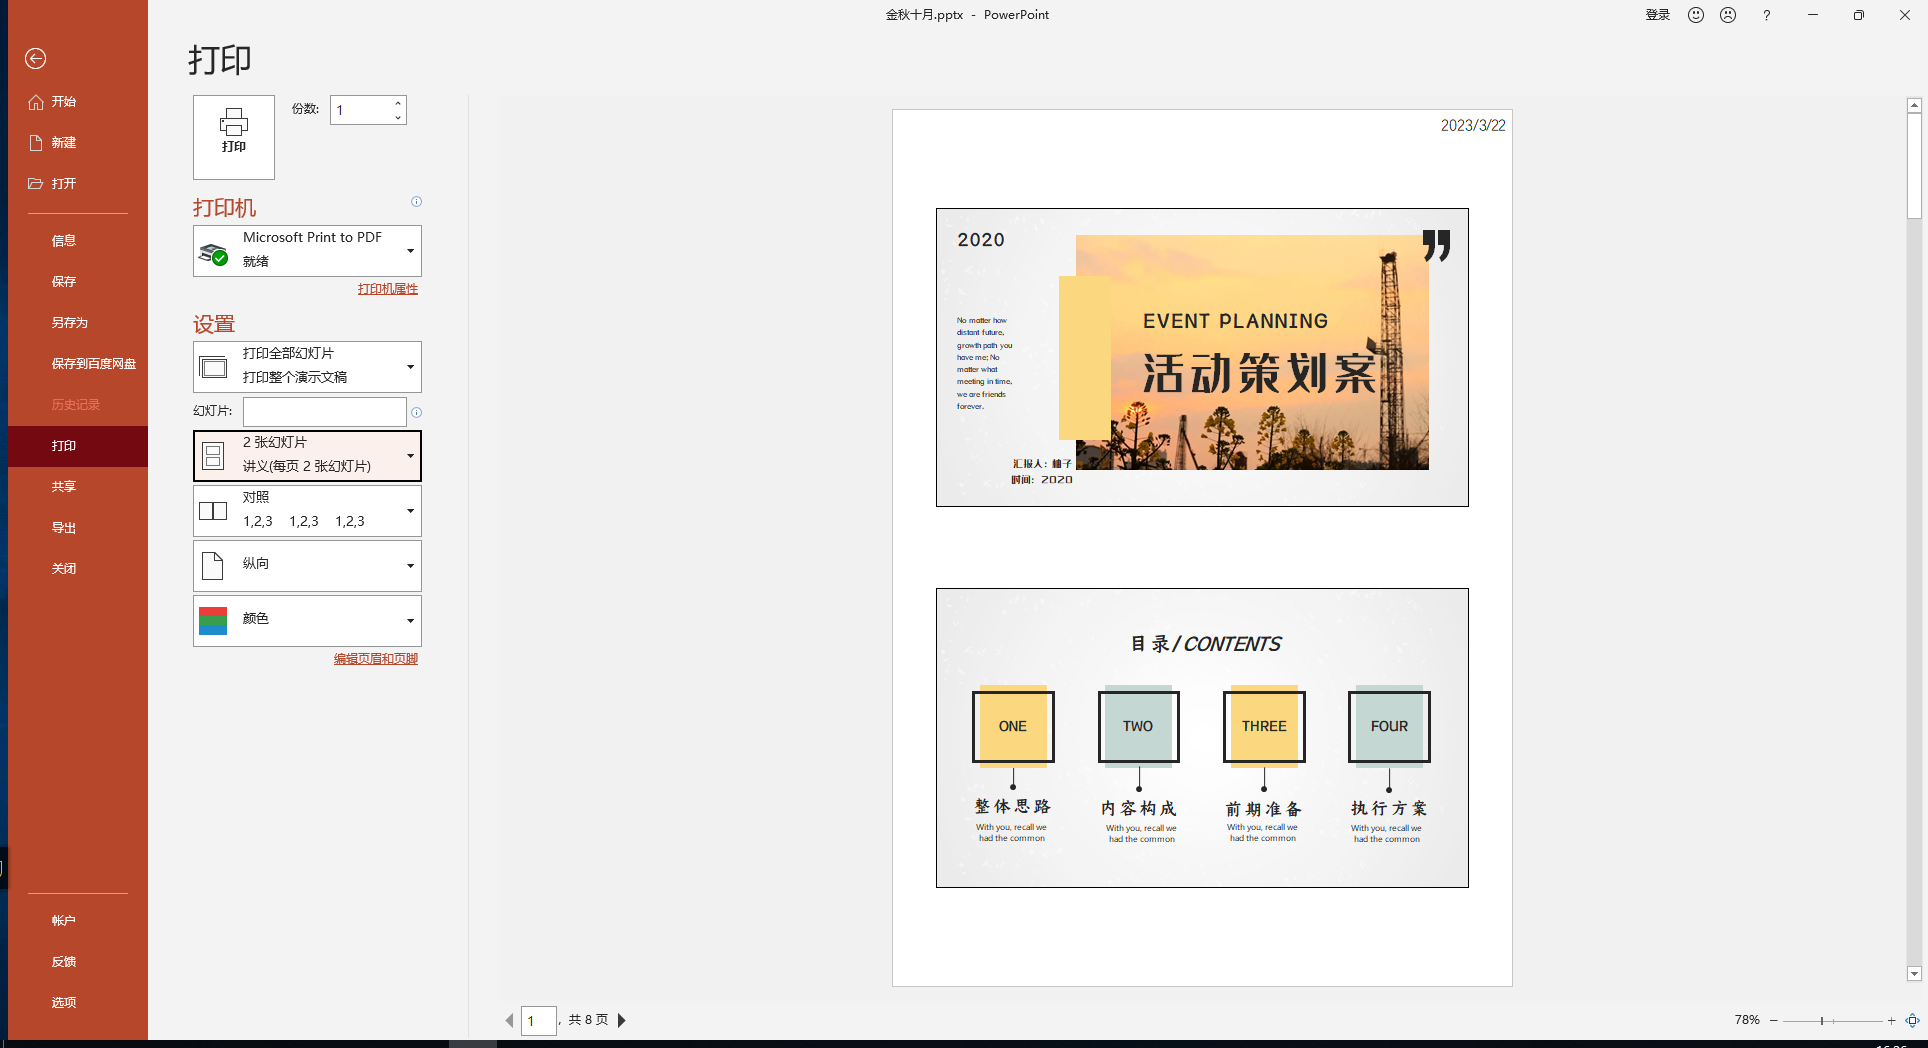 金秋十月.pptx - PowerPoint
登录
?
打印
开始
新建
打开
信息
保存
另存为
保存到百度网盘
历史记录
打印
共享
导出
关闭
帐户
反馈
选项
打印
份数:
1
打印机
Microsoft Print to PDF
就绪
打印机属性
设置
打印全部幻灯片
打印整个演示文稿
幻灯片:
2 张幻灯片
讲义(每页 2 张幻灯片)
对照
1,2,3 1,2,3 1,2,3
纵向
颜色
编辑页眉和页脚
2023/3/22
2020
No matter how
distant future,
growth path you
have me; No
matter what
meeting in time,
we are friends
forever.
EVENT PLANNING
活动策划案
汇报人：柚子
时间：2020
目录/CONTENTS
ONE
TWO
THREE
FOUR
整体思路
With you, recall we
had the common
内容构成
With you, recall we
had the common
前期准备
With you, recall we
had the common
执行方案
With you, recall we
had the common
1 , 共 8 页
78%